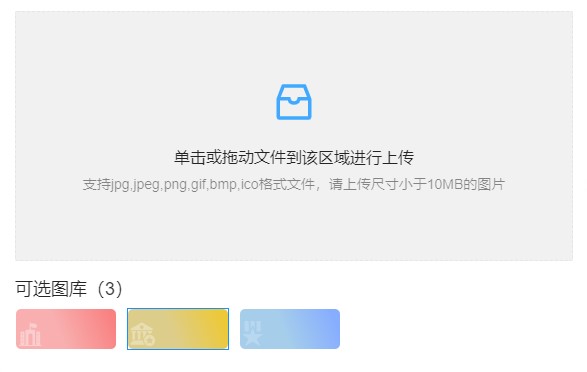 单击或拖动文件到该区域进行上传
支持jpg,jpeg,png,gif,bmp,ico格式文件，请上传尺寸小于10MB的图片
可选图库（3）